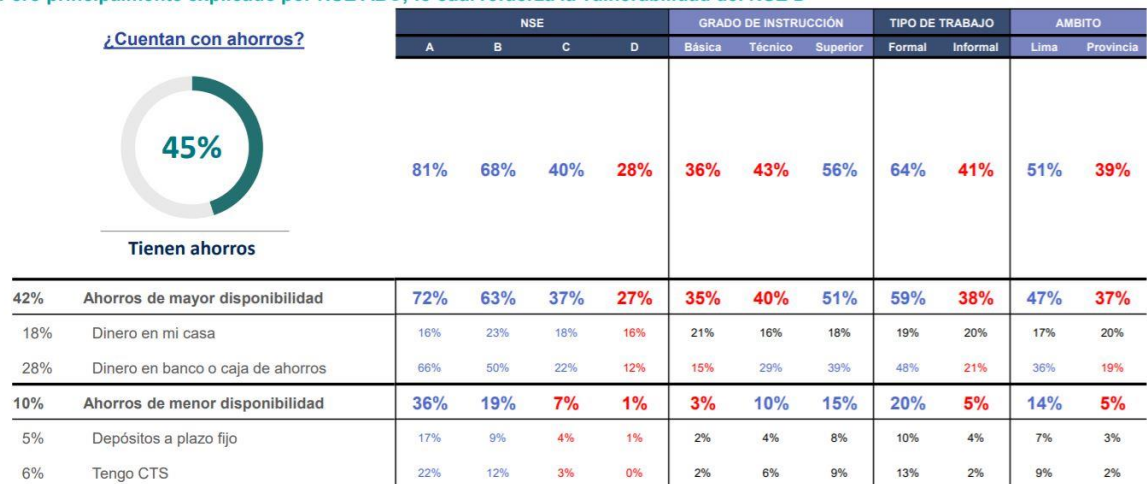 principalmente explicado por NSE
NSE GRADO DE INSTRUCCIÓN TIPO DE TRABAJO AMBITO
¿Cuentan con ahorros?
A B C D Básica Técnico Superior Formal Informal Lima Provincia
45% 81% 68% 40% 28% 36% 43% 56% 64% 41% 51% 39%
Tienen ahorros
42% Ahorros de mayor disponibilidad 72% 63% 37% 27% 35% 40% 51% 59% 38% 47% 37%
18% Dinero en mi casa 16% 23% 18% 16% 21% 16% 18% 19% 20% 17% 20%
28% Dinero en banco o caja de ahorros 66% 50% 22% 12% 15% 29% 39% 48% 21% 36% 19%
10% Ahorros de menor disponibilidad 36% 19% 7% 1% 3% 10% 15% 20% 5% 14% 5%
5% Depósitos a plazo fijo 17% 9% 4% 1% 2% 4% 8% 10% 4% 7% 3%
6% Tengo CTS 22% 12% 3% 0% 2% 6% 9% 13% 2% 9% 2%